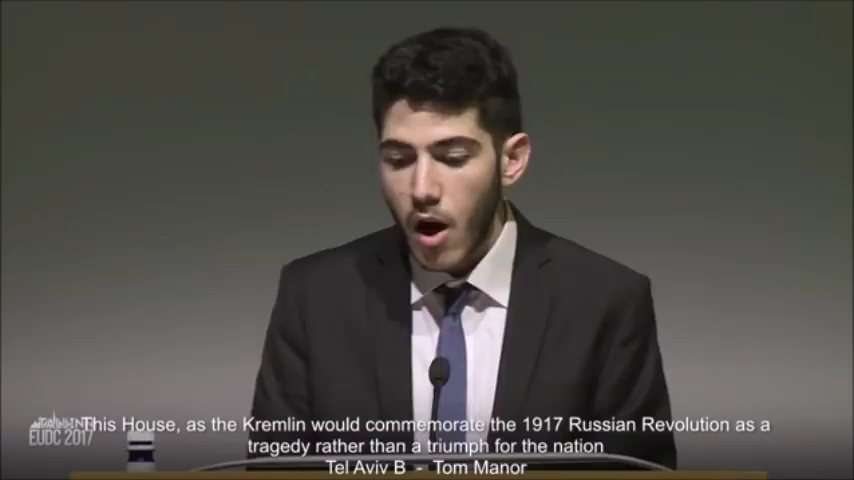 This House, as the Kremlin would commemorate the 1917 Russian Revolution as a
tragedy rather than a triumph for the nation
EUDC 2017
Tel Aviv B - Tom Manor